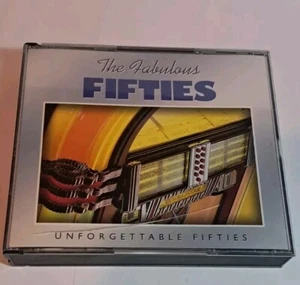 The Fabulous
FIFTIES
UNFORGETTABLE FIFTIES